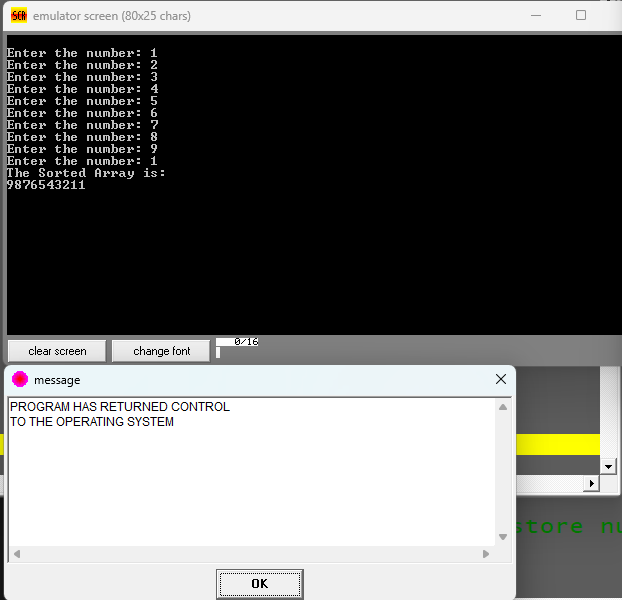 SCR emulator screen (80x25 chars)
Enter the number: 1
Enter the number: 2
Enter the number: 3
Enter the number: 4
Enter the number: 5
Enter the number: 6
Enter the number: 7
Enter the number: 8
Enter the number: 9
Enter the number: 1
The Sorted Array is:
9876543211
clear screen change font 0/16
message
PROGRAM HAS RETURNED CONTROL
TO THE OPERATING SYSTEM
store nu
OK